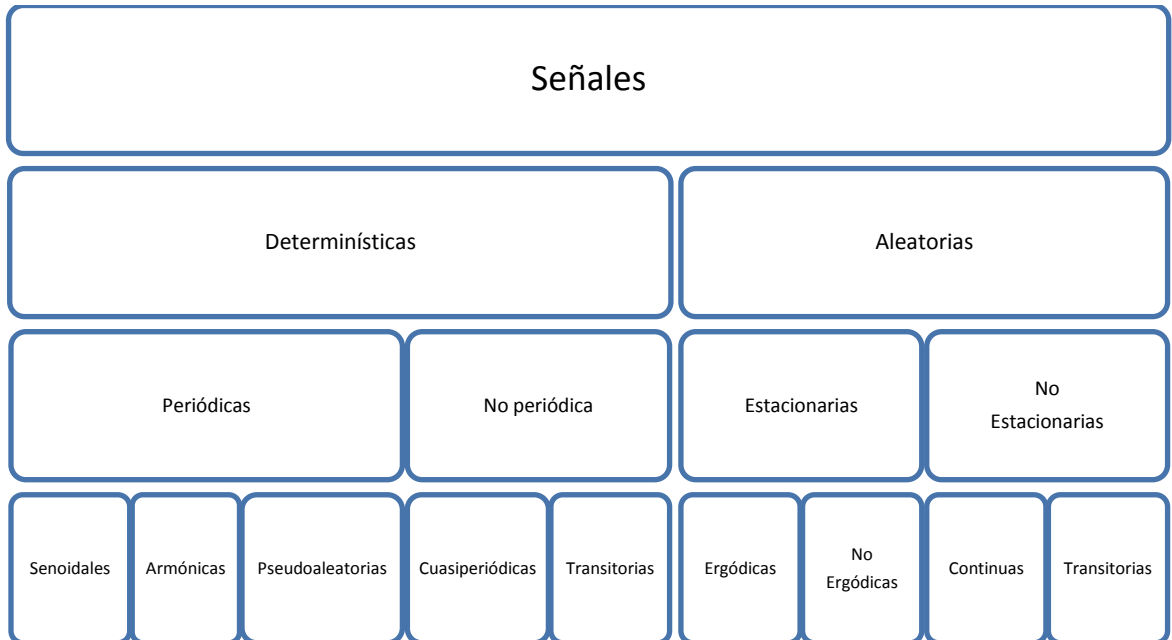 Señales
Determinísticas
Aleatorias
Periódicas
No periódica
Estacionarias
No
Estacionarias
Senoidales
Armónicas
Pseudoaleatorias
Cuasiperiódicas
Transitorias
Ergódicas
No
Ergódicas
Continuas
Transitorias